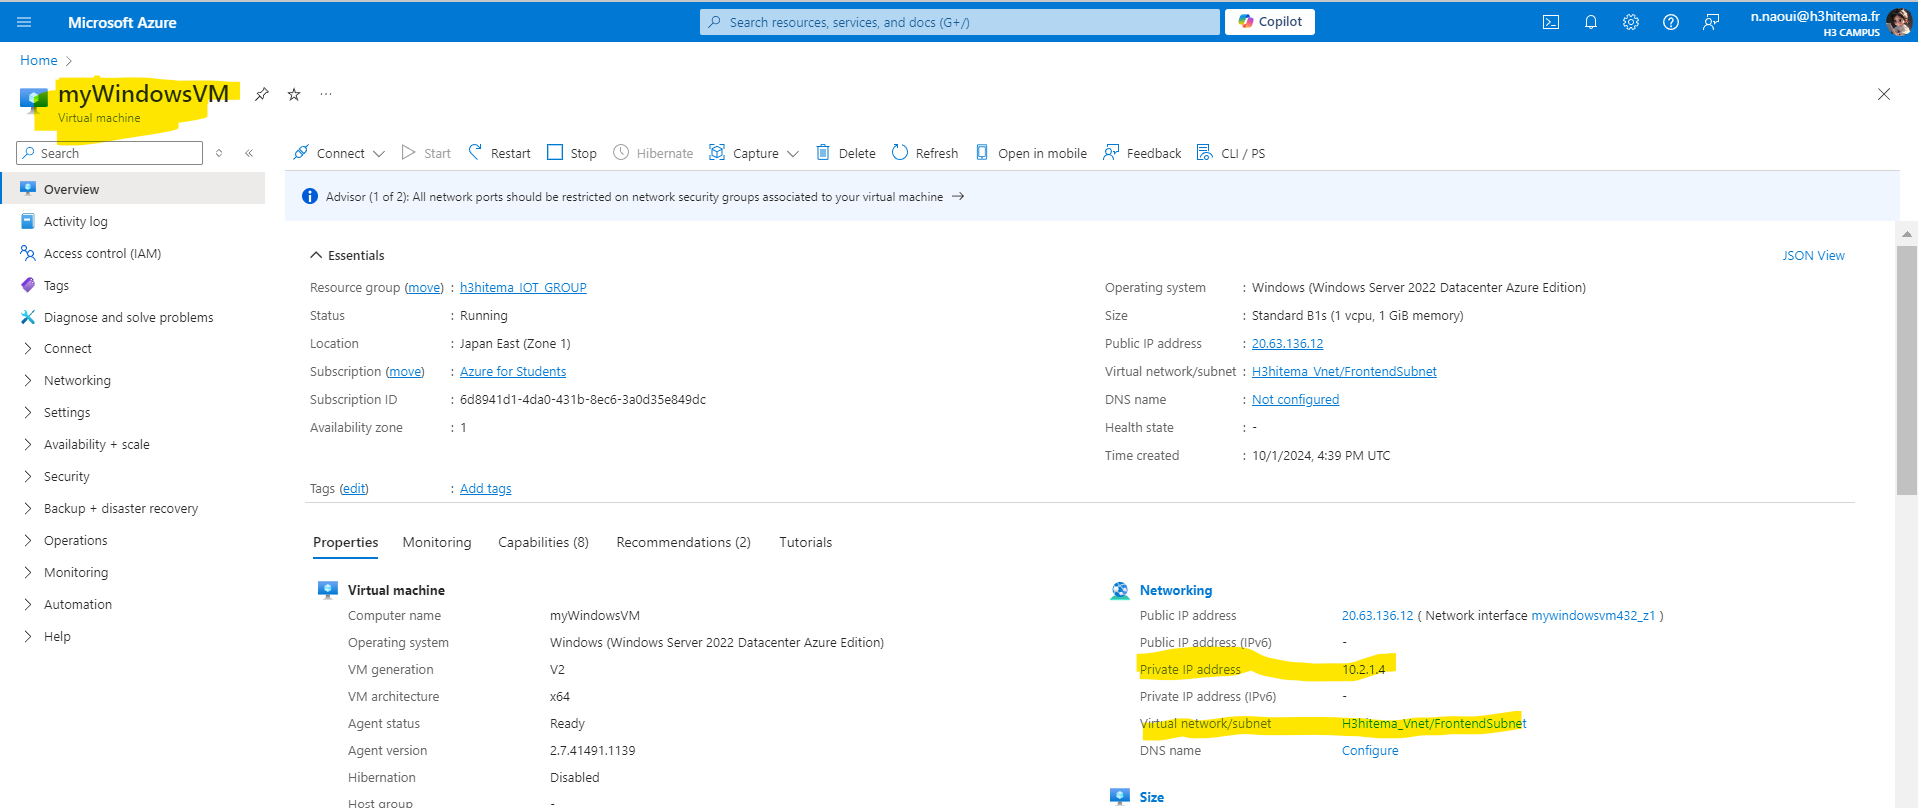 Microsoft Azure
Search resources, services, and docs (G+/)
Copilot
n.naoui@h3hitema.fr
H3 CAMPUS
Home
myWindowsVM
Virtual machine
Search
Connect Start Restart Stop Hibernate Capture Delete Refresh Open in mobile Feedback CLI / PS
Advisor (1 of 2): All network ports should be restricted on network security groups associated to your virtual machine →
Overview
Activity log
Access control (IAM)
Tags
Diagnose and solve problems
Connect
Networking
Settings
Availability + scale
Security
Backup + disaster recovery
Operations
Monitoring
Automation
Help
Essentials
JSON View
Resource group (move) : h3hitema_IOT_GROUP
Status : Running
Location : Japan East (Zone 1)
Subscription (move) : Azure for Students
Subscription ID : 6d8941d1-4da0-431b-8ec6-3a0d35e849dc
Availability zone : 1
Operating system : Windows (Windows Server 2022 Datacenter Azure Edition)
Size : Standard B1s (1 vcpu, 1 GiB memory)
Public IP address : 20.63.136.12
Virtual network/subnet : H3hitema_Vnet/FrontendSubnet
DNS name : Not configured
Health state : -
Time created : 10/1/2024, 4:39 PM UTC
Tags (edit) : Add tags
Properties Monitoring Capabilities (8) Recommendations (2) Tutorials
Virtual machine
Computer name myWindowsVM
Operating system Windows (Windows Server 2022 Datacenter Azure Edition)
VM generation V2
VM architecture x64
Agent status Ready
Agent version 2.7.41491.1139
Hibernation Disabled
Host group -
Networking
Public IP address 20.63.136.12 ( Network interface mywindowsvm432_z1 )
Public IP address (IPv6) -
Private IP address 10.2.1.4
Private IP address (IPv6) -
Virtual network/subnet H3hitema_Vnet/FrontendSubnet
DNS name Configure
Size